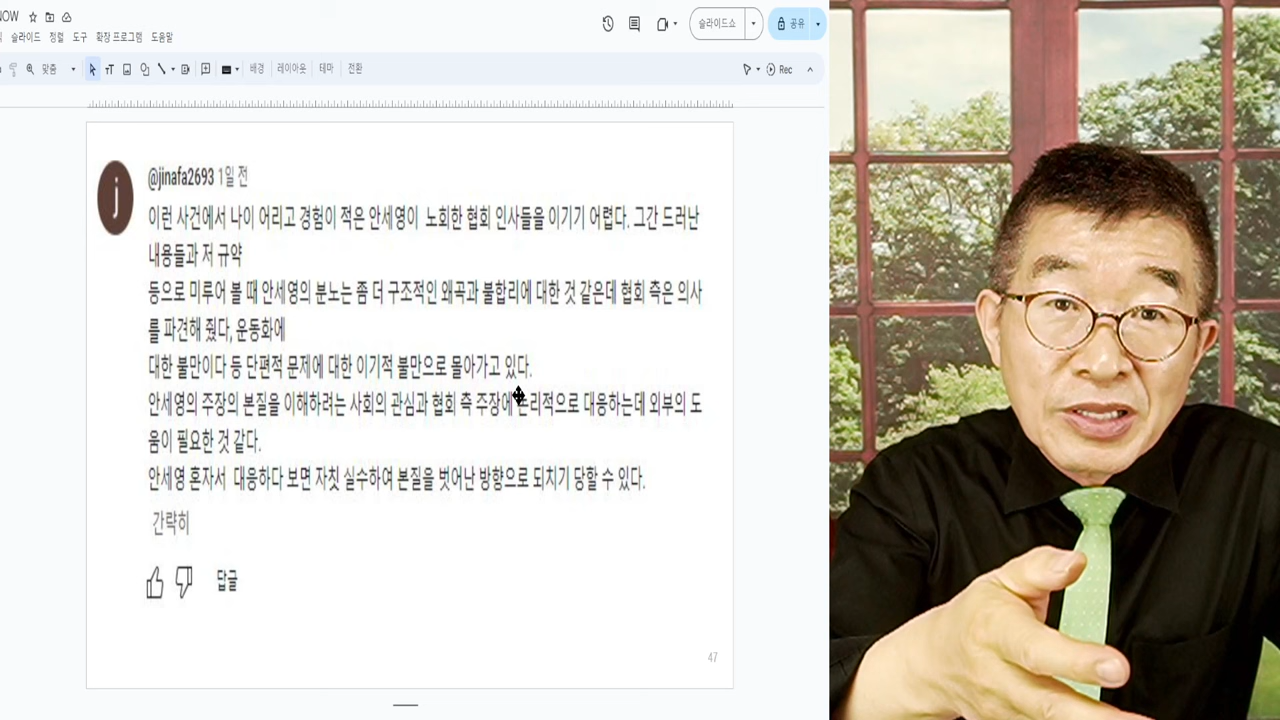 NOW
슬라이드 정렬 도구 확장 프로그램 도움말
슬라이드쇼
공유
맞춤
배경 레이아웃 테마 전환
Rec
j
@jinafa2693 1일 전
이런 사건에서 나이 어리고 경험이 적은 안세영이 노회한 협회 인사들을 이기기 어렵다. 그간 드러난
내용들과 저 규약
등으로 미루어 볼 때 안세영의 분노는 좀 더 구조적인 왜곡과 불합리에 대한 것 같은데 협회 측은 의사
를 파견해 줬다, 운동화에
대한 불만이다 등 단편적 문제에 대한 이기적 불만으로 몰아가고 있다.
안세영의 주장의 본질을 이해하려는 사회의 관심과 협회 측 주장에 논리적으로 대응하는데 외부의 도
움이 필요한 것 같다.
안세영 혼자서 대응하다 보면 자칫 실수하여 본질을 벗어난 방향으로 되치기 당할 수 있다.
간략히
답글
47